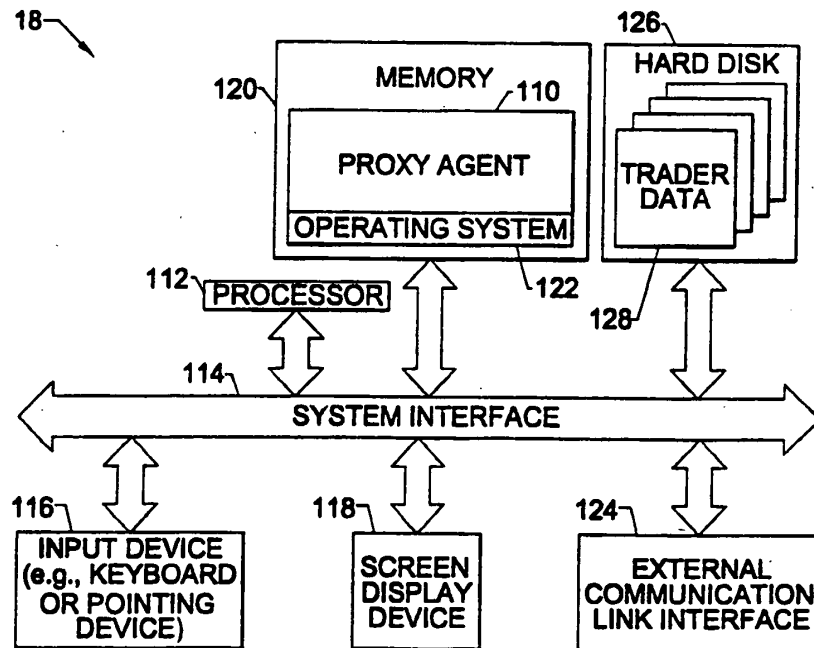 18
126
MEMORY
HARD DISK
120
110
PROXY AGENT
TRADER
DATA
OPERATING SYSTEM
112
PROCESSOR
122
128
114
SYSTEM INTERFACE
116
118
124
INPUT DEVICE
(e.g., KEYBOARD
OR POINTING
DEVICE)
SCREEN
DISPLAY
DEVICE
EXTERNAL
COMMUNICATION
LINK INTERFACE